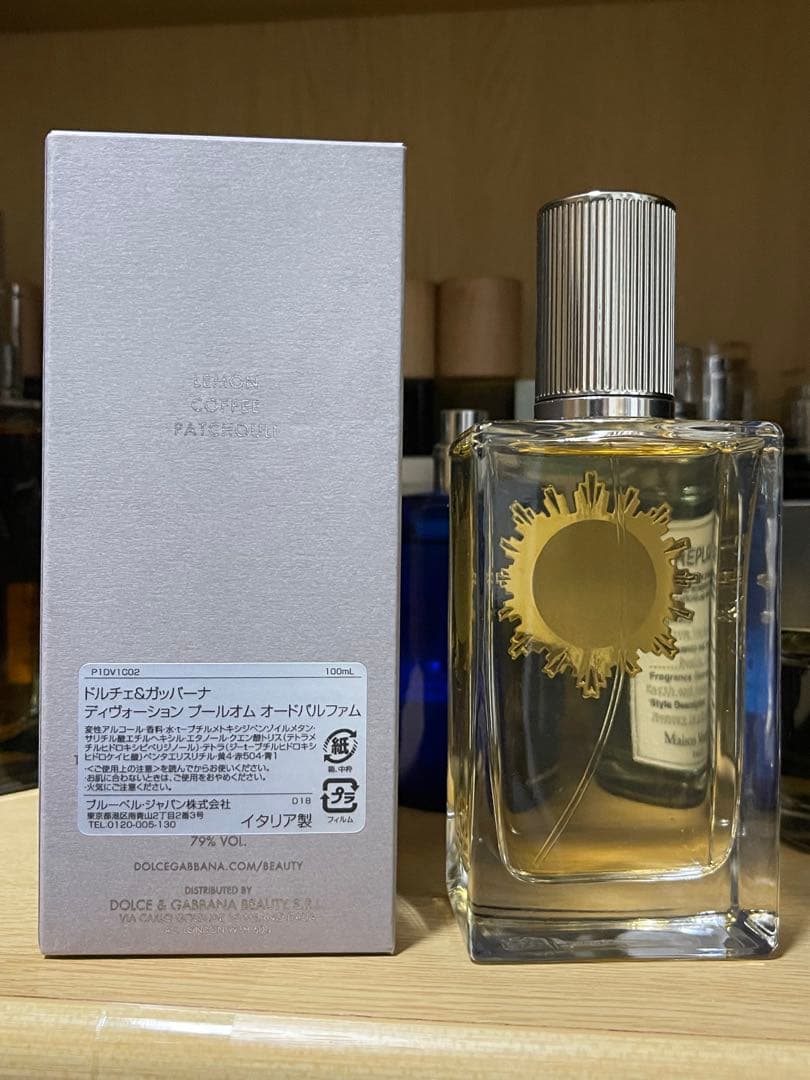 LEMON
COFFEE
PATCHOULI
P1DV1C02 100mL
ドルチェ&ガッバーナ
ディヴォーション プールオム オードパルファム
変性アルコール・香料・水・t-ブチルメトキシジベンゾイルメタン・
サリチル酸エチルヘキシル・エタノール・クエン酸トリス(テトラメ
チルヒドロキシピペリジノール)・テトラ(ジ-t-ブチルヒドロキシ
ヒドロケイヒ酸)ペンタエリスリチル・黄4・赤504・青1
<ご使用上の注意>を読んでからお使いください。
・お肌に合わないときは、ご使用をおやめください。
・火気にご注意ください。
紙
箱、中枠
ブルーベル・ジャパン株式会社 D18
東京都港区南青山2丁目2番3号
TEL.0120-005-130 イタリア製
プラ
フィルム
79% VOL.
DOLCEGABBANA.COM/BEAUTY
DISTRIBUTED BY
DOLCE & GABBANA BEAUTY S.R.L.
REPLI
Fragrance
Style Descrip
Maison